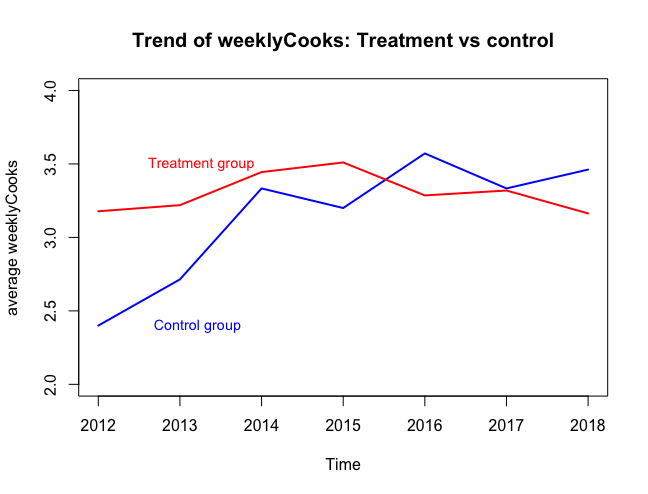 Trend of weeklyCooks: Treatment vs control
average weeklyCooks
4.0
3.5
3.0
2.5
2.0
Treatment group
Control group
2012 2013 2014 2015 2016 2017 2018
Time